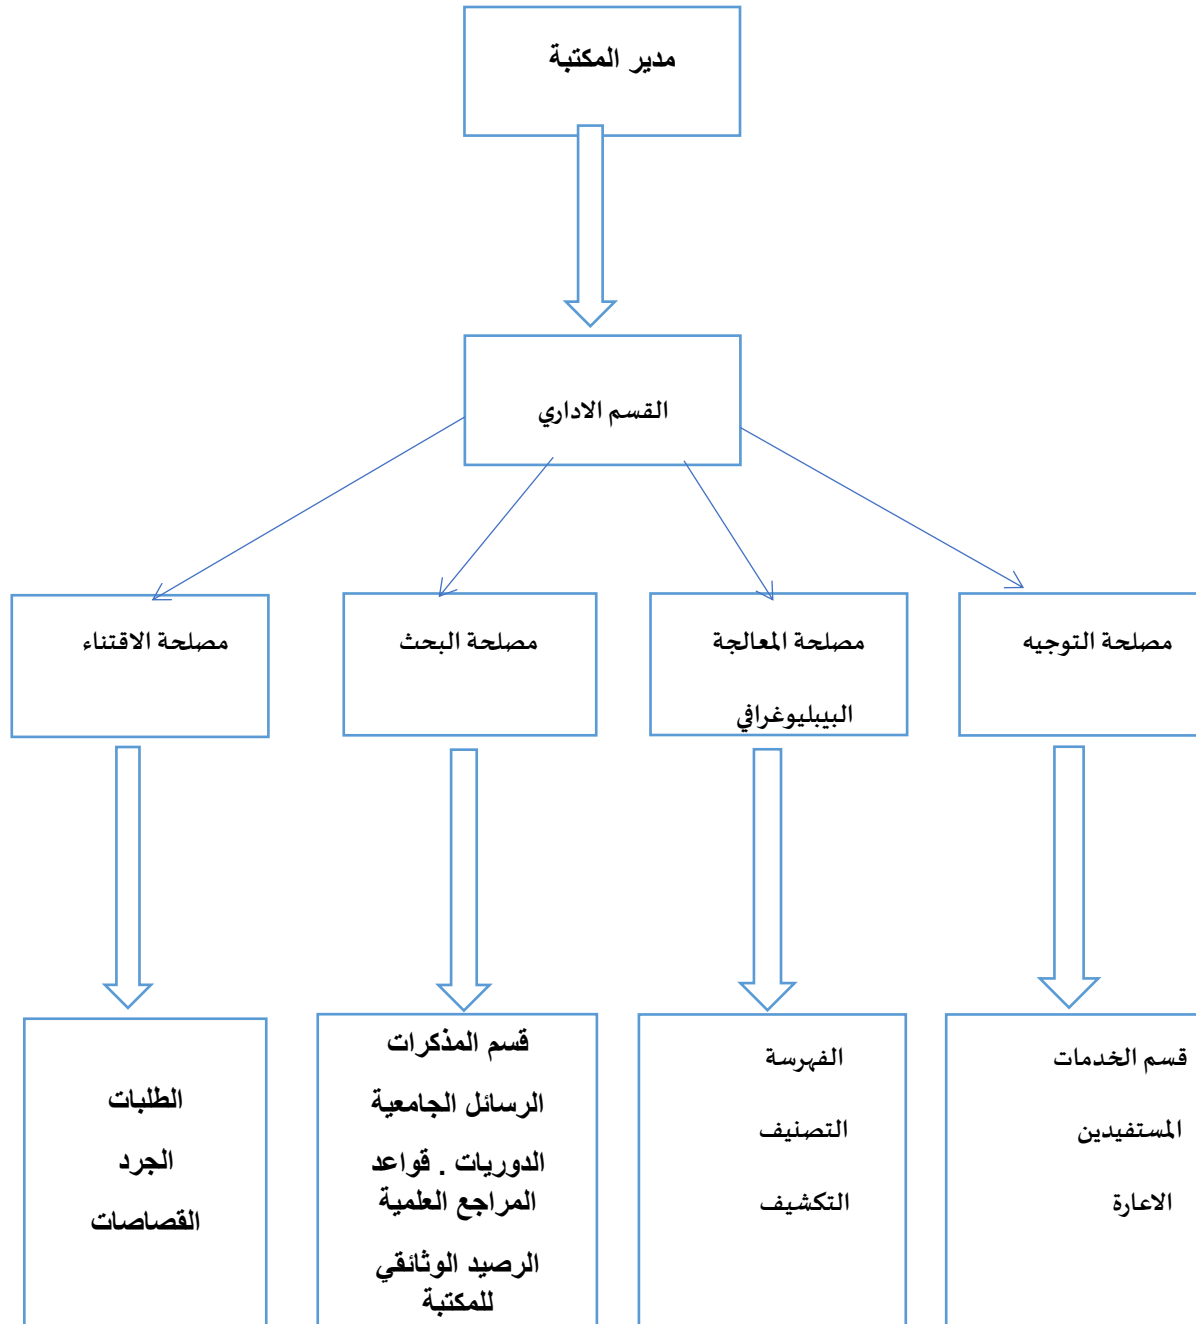 مدير المكتبة
القسم الاداري
مصلحة التوجيه
مصلحة المعالجة
البيبليوغرافي
مصلحة البحث
مصلحة الاقتناء
قسم الخدمات
المستفيدين
الاعارة
الفهرسة
التصنيف
التكشيف
قسم المذكرات
الرسائل الجامعية
الدوريات . قواعد
المراجع العلمية
الرصيد الوثائقي
للمكتبة
الطلبات
الجرد
القصاصات